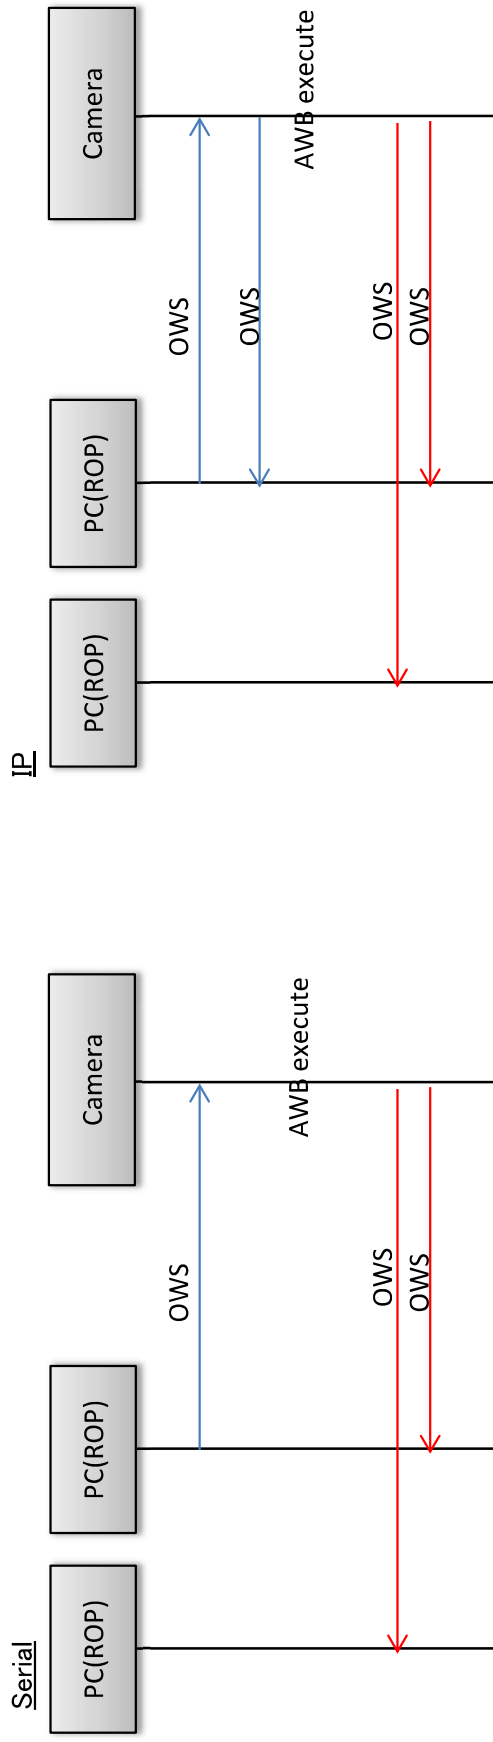 Serial
PC(ROP)
PC(ROP)
Camera
OWS
AWB execute
OWS
OWS
IP
PC(ROP)
PC(ROP)
Camera
OWS
OWS
AWB execute
OWS
OWS